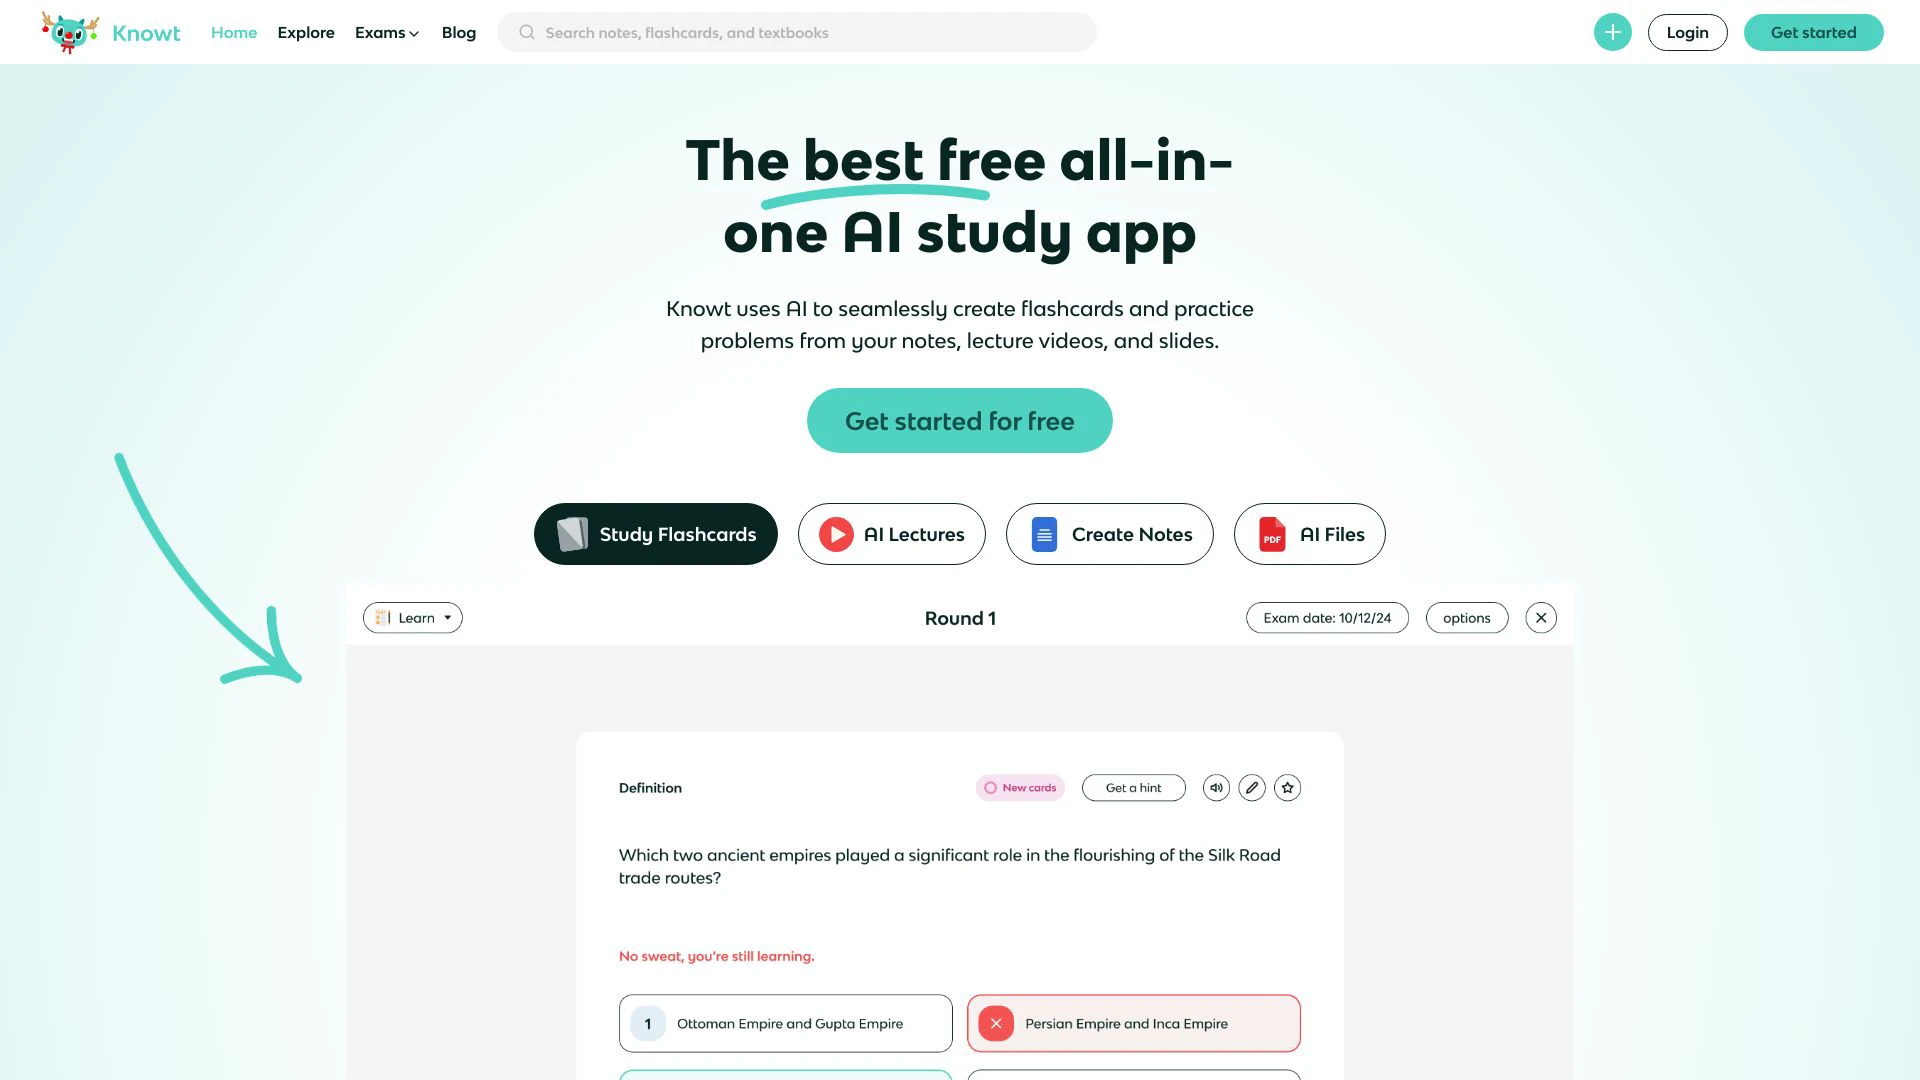 Knowt
Home
Explore
Exams
Blog
Search notes, flashcards, and textbooks
Login
Get started
The best free all-in-
one AI study app
Knowt uses AI to seamlessly create flashcards and practice
problems from your notes, lecture videos, and slides.
Get started for free
Study Flashcards
AI Lectures
Create Notes
PDF
AI Files
Learn
Round 1
Exam date: 10/12/24
options
Definition
New cards
Get a hint
Which two ancient empires played a significant role in the flourishing of the Silk Road
trade routes?
No sweat, you're still learning.
1
Ottoman Empire and Gupta Empire
Persian Empire and Inca Empire